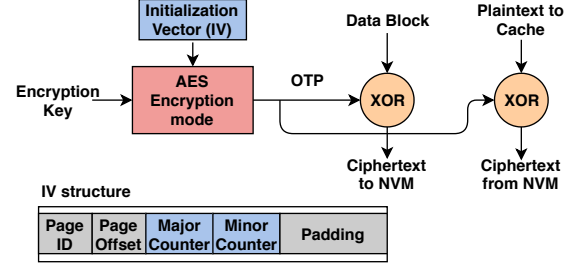 Initialization
Vector (IV)
Data Block
Plaintext to
Cache
Encryption
Key
AES
Encryption
mode
OTP
XOR
XOR
Ciphertext
to NVM
Ciphertext
from NVM
IV structure
Page
ID
Page
Offset
Major
Counter
Minor
Counter
Padding